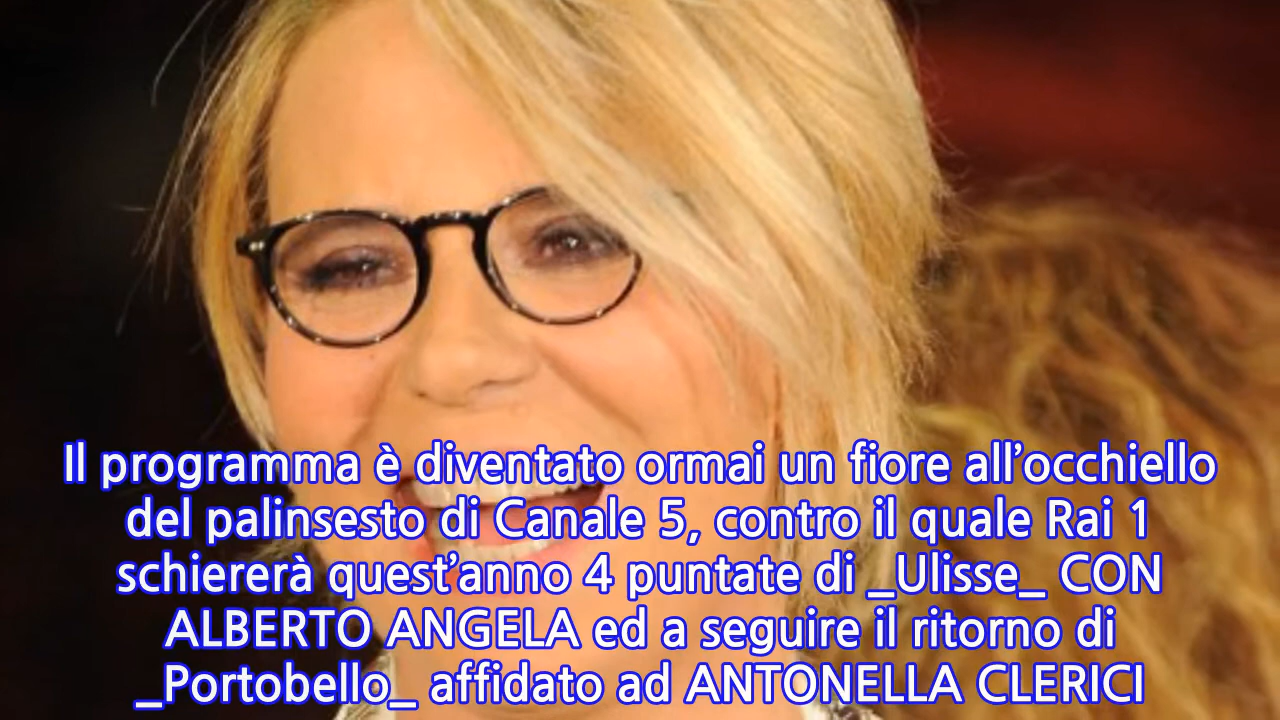 Il programma è diventato ormai un fiore all’occhiello
del palinsesto di Canale 5, contro il quale Rai 1
schiererà quest’anno 4 puntate di _Ulisse_ CON
ALBERTO ANGELA ed a seguire il ritorno di
_Portobello_ affidato ad ANTONELLA CLERICI